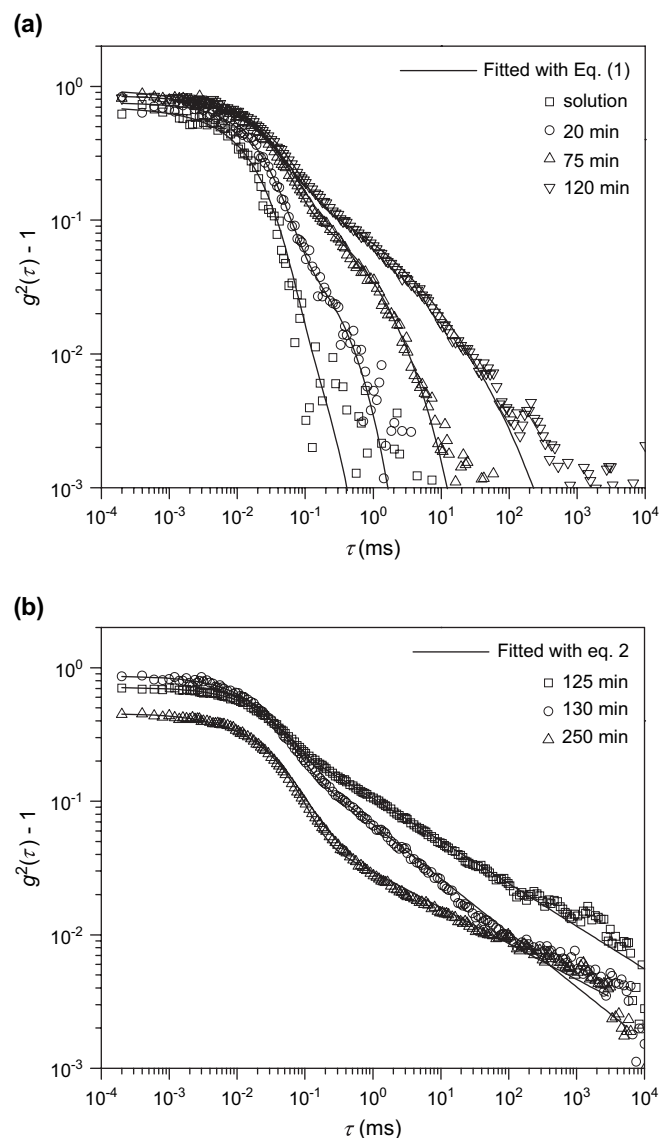 (a)
Fitted with Eq. (1)
solution
20 min
75 min
120 min
10⁰
10⁻¹
10⁻²
10⁻³
g²(τ) - 1
10⁻⁴ 10⁻³ 10⁻² 10⁻¹ 10⁰ 10¹ 10² 10³ 10⁴
τ (ms)
(b)
Fitted with eq. 2
125 min
130 min
250 min
10⁰
10⁻¹
10⁻²
10⁻³
g²(τ) - 1
10⁻⁴ 10⁻³ 10⁻² 10⁻¹ 10⁰ 10¹ 10² 10³ 10⁴
τ (ms)